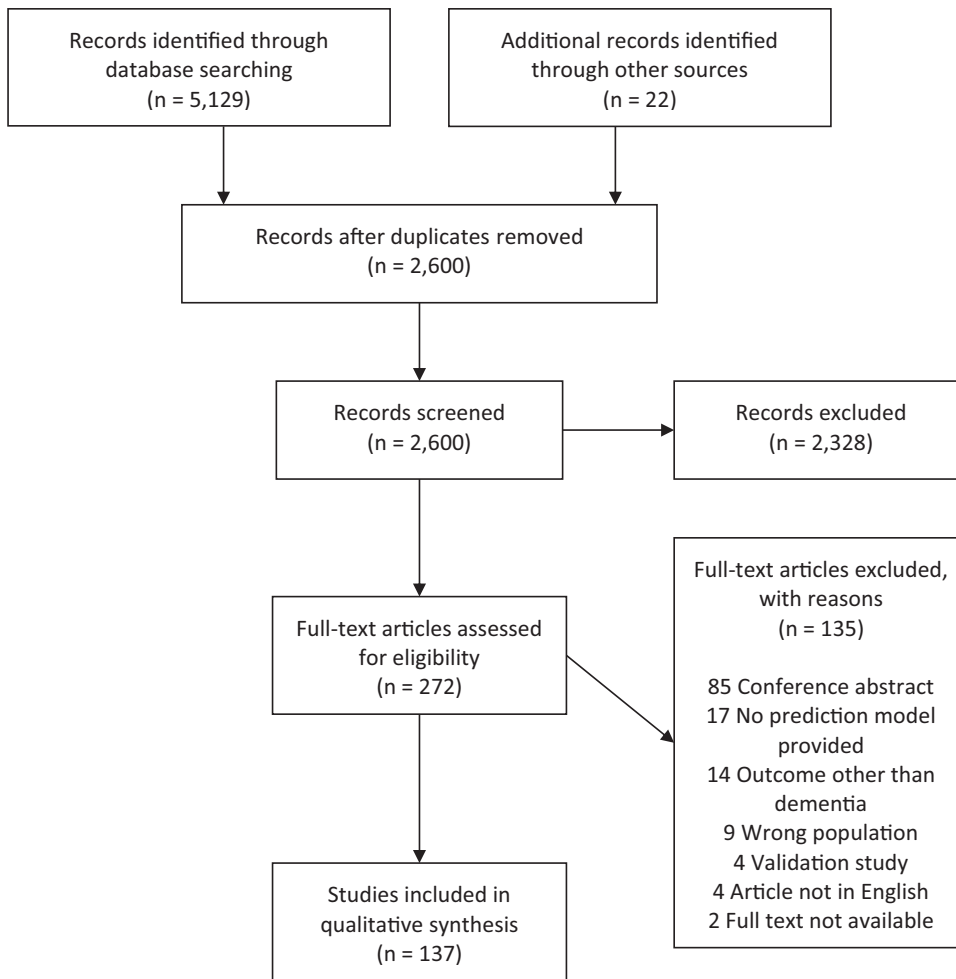 Records identified through
database searching
(n = 5,129)
Additional records identified
through other sources
(n = 22)
Records after duplicates removed
(n = 2,600)
Records screened
(n = 2,600)
Records excluded
(n = 2,328)
Full-text articles assessed
for eligibility
(n = 272)
Full-text articles excluded,
with reasons
(n = 135)
85 Conference abstract
17 No prediction model
provided
14 Outcome other than
dementia
9 Wrong population
4 Validation study
4 Article not in English
2 Full text not available
Studies included in
qualitative synthesis
(n = 137)